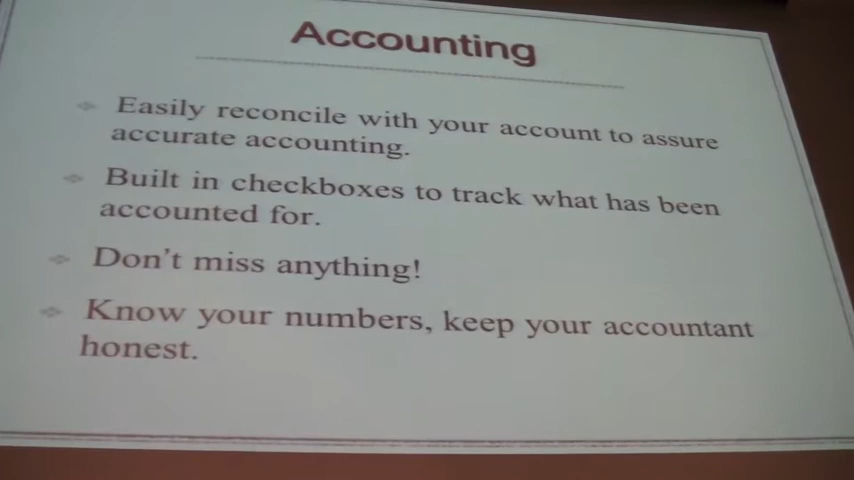 Accounting
Easily reconcile with your account to assure
accurate accounting.
Built in checkboxes to track what has been
accounted for.
Don't miss anything!
Know your numbers, keep your accountant
honest.